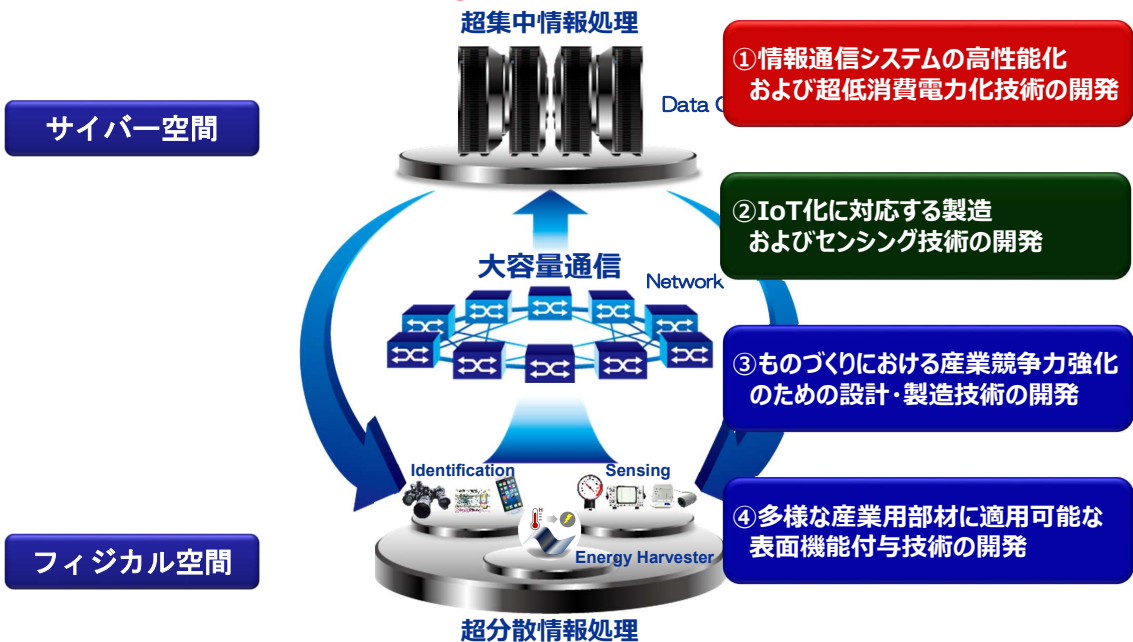 超集中情報処理
①情報通信システムの高性能化
および超低消費電力化技術の開発
Data
サイバー空間
②IoT化に対応する製造
およびセンシング技術の開発
大容量通信
Network
③ものづくりにおける産業競争力強化
のための設計・製造技術の開発
Identification
Sensing
④多様な産業用部材に適用可能な
表面機能付与技術の開発
Energy Harvester
フィジカル空間
超分散情報処理